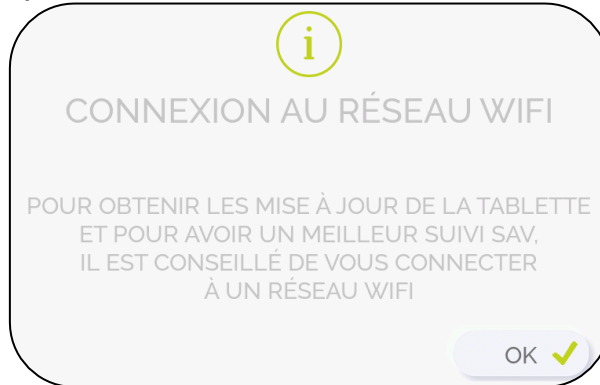 i
CONNEXION AU RÉSEAU WIFI
POUR OBTENIR LES MISE À JOUR DE LA TABLETTE
ET POUR AVOIR UN MEILLEUR SUIVI SAV,
IL EST CONSEILLÉ DE VOUS CONNECTER
À UN RÉSEAU WIFI
OK